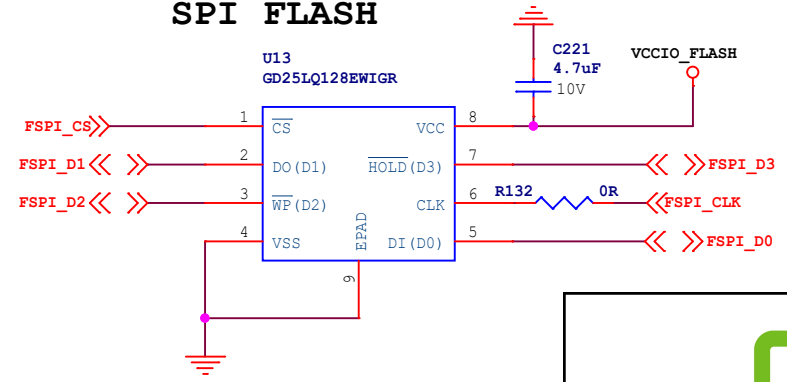 SPI FLASH
U13
GD25LQ128EWIGR
C221
4.7uF
10V
VCCIO_FLASH
FSPI_CS
1
CS
VCC
8
FSPI_D1
2
DO(D1)
HOLD(D3)
7
FSPI_D3
FSPI_D2
3
WP(D2)
CLK
6
R132
0R
FSPI_CLK
4
VSS
EPAD
DI(D0)
5
FSPI_D0
9